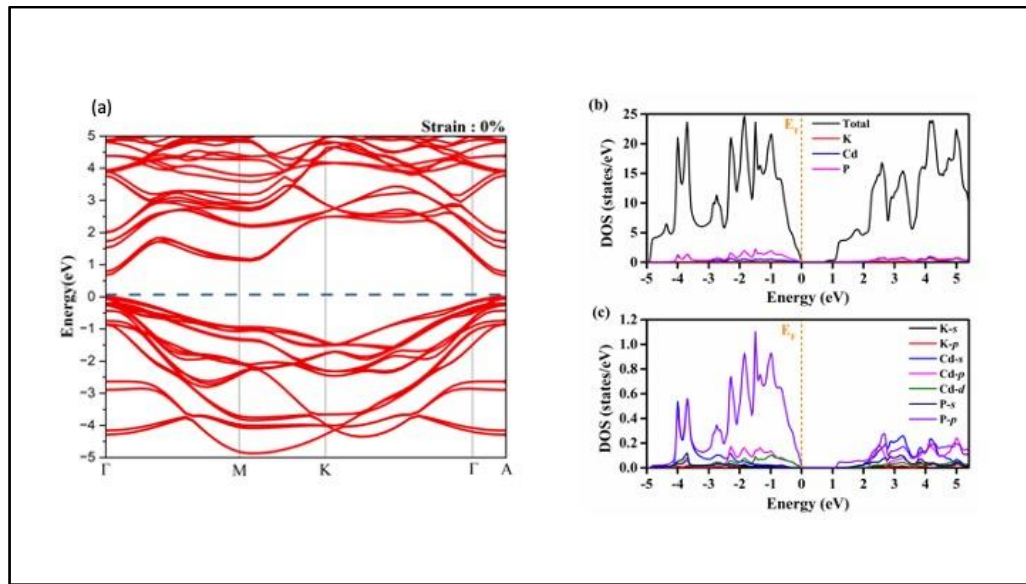 (a)
Strain : 0%
Energy(eV)
5
4
3
2
1
0
-1
-2
-3
-4
-5
Γ M K Γ A
(b)
E_F
Total
K
Cd
P
DOS (states/eV)
25
20
15
10
5
0
-5 -4 -3 -2 -1 0 1 2 3 4 5
Energy (eV)
(c)
E_F
K-s
K-p
Cd-s
Cd-p
Cd-d
P-s
P-p
DOS (states/eV)
1.2
1.0
0.8
0.6
0.4
0.2
0.0
-5 -4 -3 -2 -1 0 1 2 3 4 5
Energy (eV)